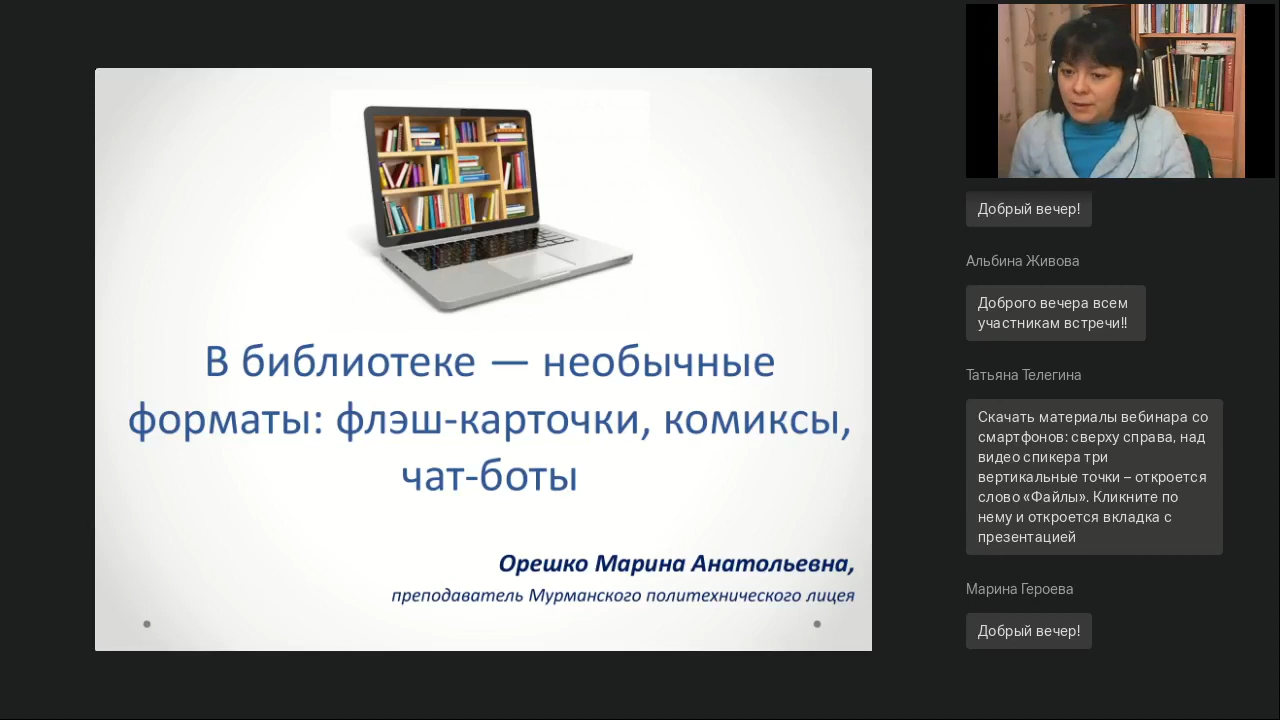 В библиотеке — необычные
форматы: флэш-карточки, комиксы,
чат-боты
Орешко Марина Анатольевна,
преподаватель Мурманского политехнического лицея
Добрый вечер!
Альбина Живова
Доброго вечера всем
участникам встречи!!
Татьяна Телегина
Скачать материалы вебинара со
смартфонов: сверху справа, над
видео спикера три
вертикальные точки – откроется
слово «Файлы». Кликните по
нему и откроется вкладка с
презентацией
Марина Героева
Добрый вечер!